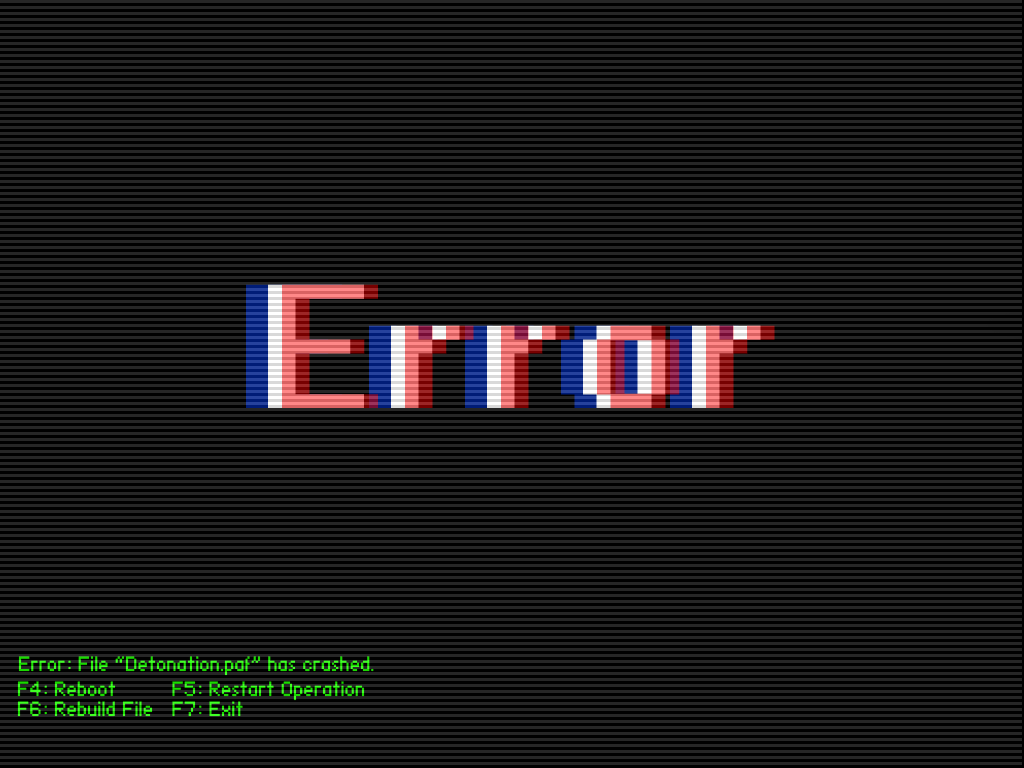 Error
Error: File “Detonation.paf” has crashed.
F4: Reboot F5: Restart Operation
F6: Rebuild File F7: Exit